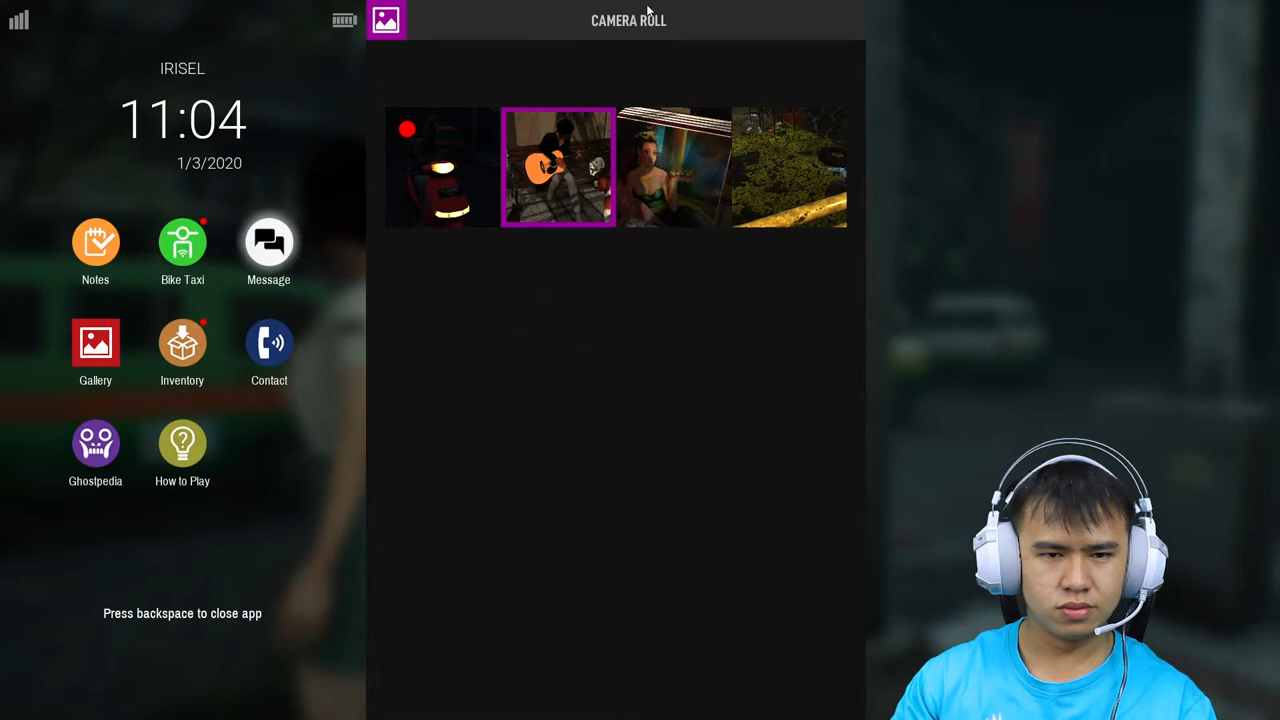 IRISEL
11:04
1/3/2020
Notes
Bike Taxi
Message
Gallery
Inventory
Contact
Ghostpedia
How to Play
Press backspace to close app
CAMERA ROLL